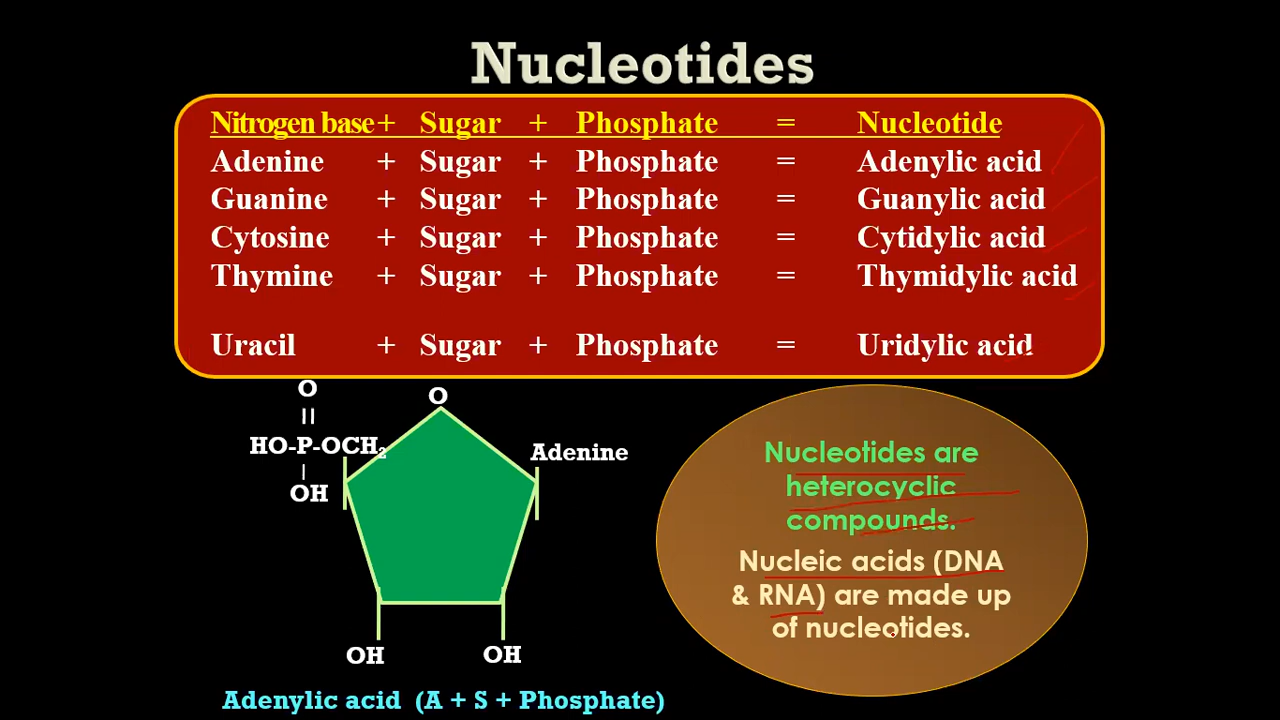 Nucleotides
Nitrogen base + Sugar + Phosphate = Nucleotide
Adenine + Sugar + Phosphate = Adenylic acid
Guanine + Sugar + Phosphate = Guanylic acid
Cytosine + Sugar + Phosphate = Cytidylic acid
Thymine + Sugar + Phosphate = Thymidylic acid
Uracil + Sugar + Phosphate = Uridylic acid
O
O
HO-P-OCH₂
Adenine
OH
OH
OH
Adenylic acid (A + S + Phosphate)
Nucleotides are
heterocyclic
compounds.
Nucleic acids (DNA
& RNA) are made up
of nucleotides.